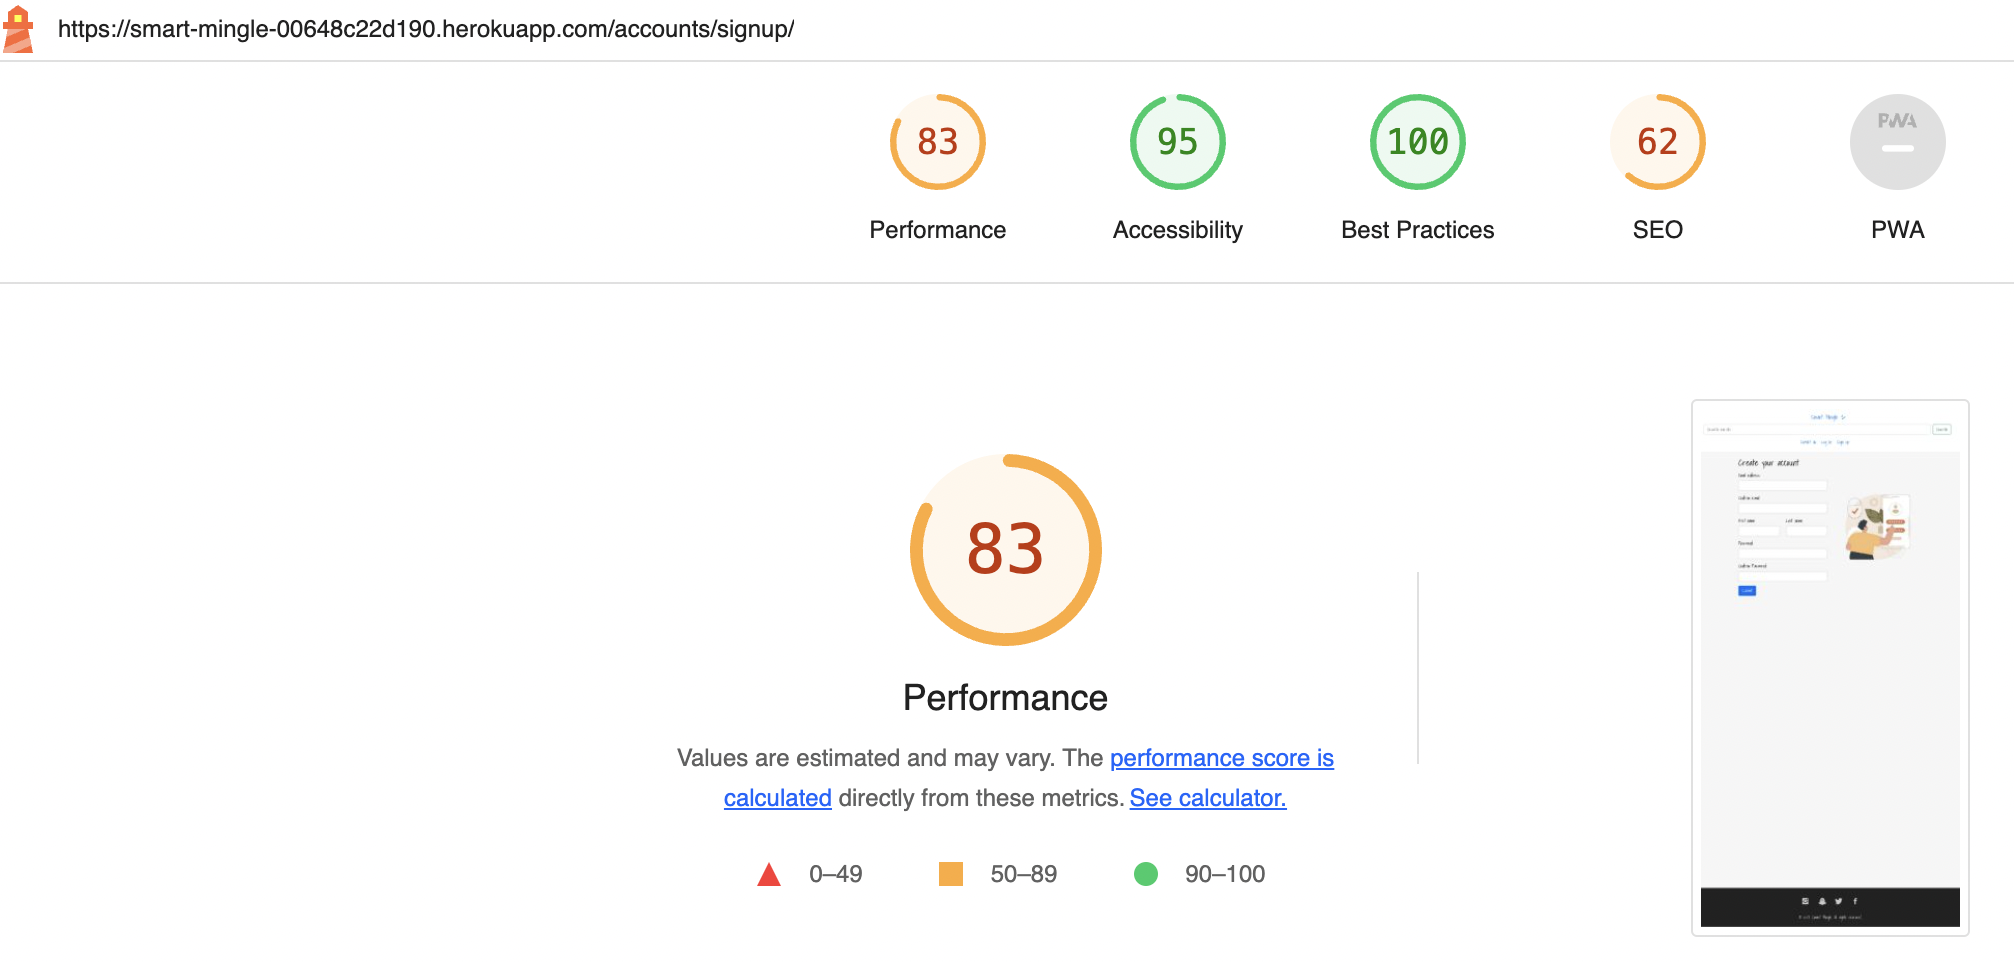 https://smart-mingle-00648c22d190.herokuapp.com/accounts/signup/
83
95
100
62
PWA
Performance
Accessibility
Best Practices
SEO
PWA
83
Performance
Values are estimated and may vary. The performance score is
calculated directly from these metrics. See calculator.
0–49
50–89
90–100
Create your account